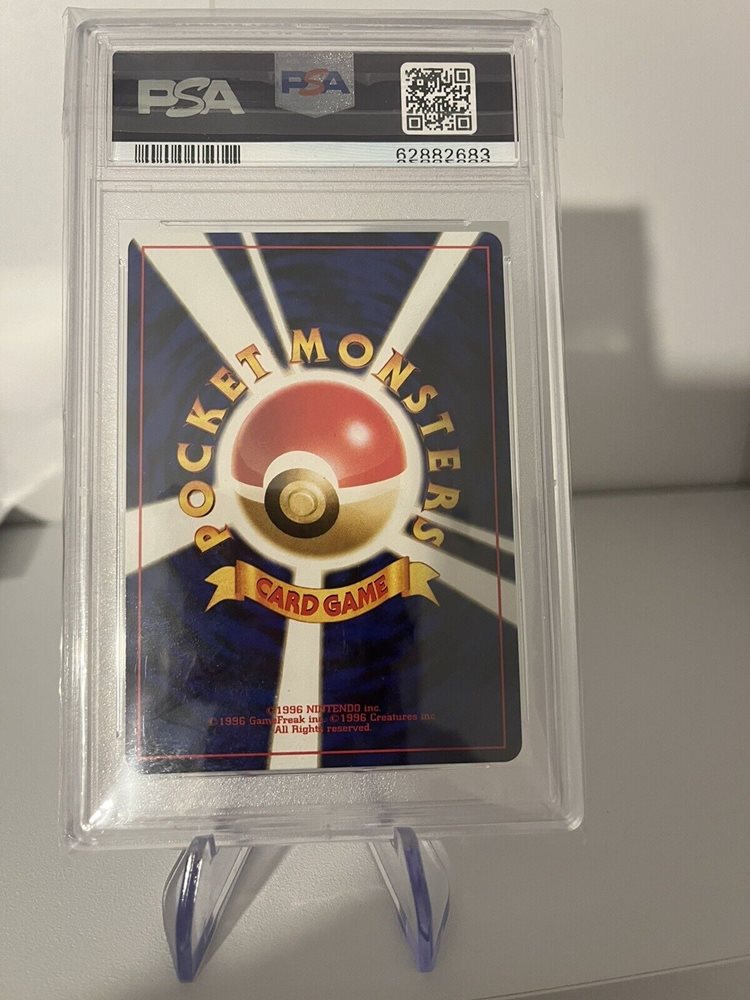 PSA
PSA
62882683
POCKET MONSTERS
CARD GAME
©1996 NINTENDO inc.
©1996 GameFreak inc. ©1996 Creatures inc
All Rights reserved.